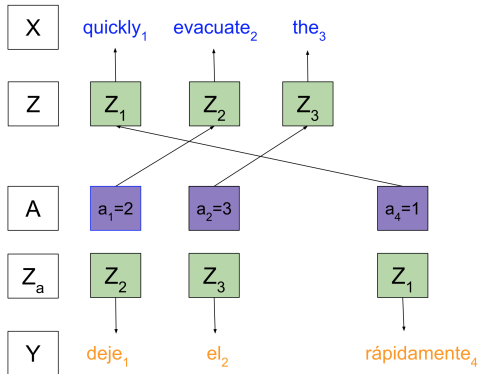 X quickly₁ evacuate₂ the₃
Z Z₁ Z₂ Z₃
A a₁=2 a₂=3 a₄=1
Zₐ Z₂ Z₃ Z₁
Y deje₁ el₂ rápidamente₄